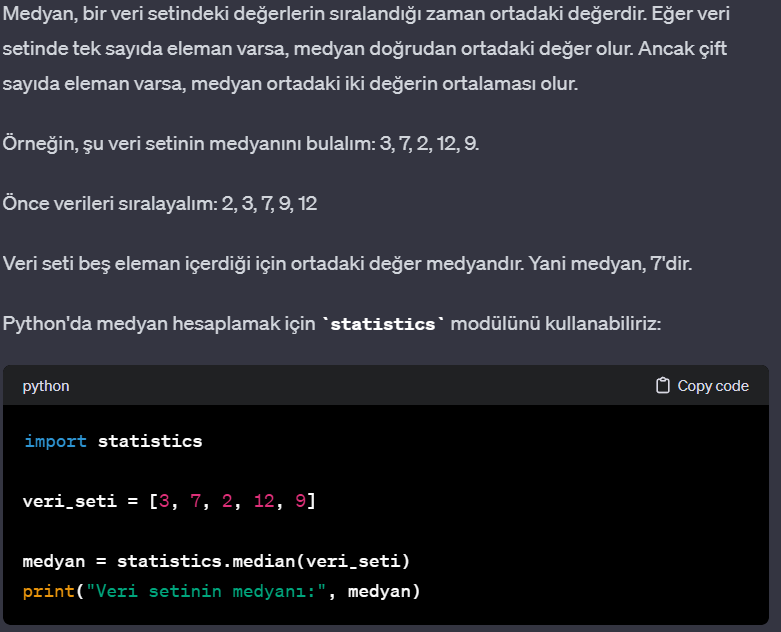 Medyan, bir veri setindeki değerlerin sıralandığı zaman ortadaki değerdir. Eğer veri
setinde tek sayıda eleman varsa, medyan doğrudan ortadaki değer olur. Ancak çift
sayıda eleman varsa, medyan ortadaki iki değerin ortalaması olur.
Örneğin, şu veri setinin medyanını bulalım: 3, 7, 2, 12, 9.
Önce verileri sıralayalım: 2, 3, 7, 9, 12
Veri seti beş eleman içerdiği için ortadaki değer medyandır. Yani medyan, 7'dir.
Python'da medyan hesaplamak için `statistics` modülünü kullanabiliriz:
python Copy code
import statistics
veri_seti = [3, 7, 2, 12, 9]
medyan = statistics.median(veri_seti)
print("Veri setinin medyanı:", medyan)